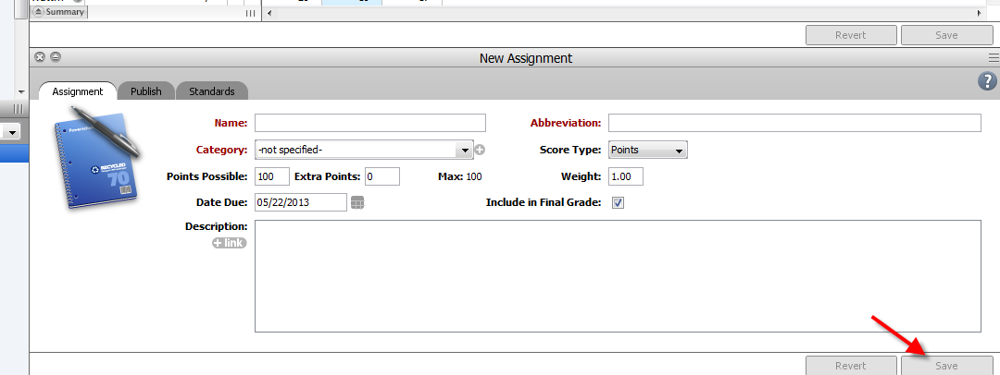 Summary
Revert Save
New Assignment
?
Assignment Publish Standards
Name: Abbreviation:
Category: -not specified- Score Type: Points
RECYCLED
70
Points Possible: 100 Extra Points: 0 Max: 100 Weight: 1.00
Date Due: 05/22/2013 Include in Final Grade:
Description:
+ link
Revert Save